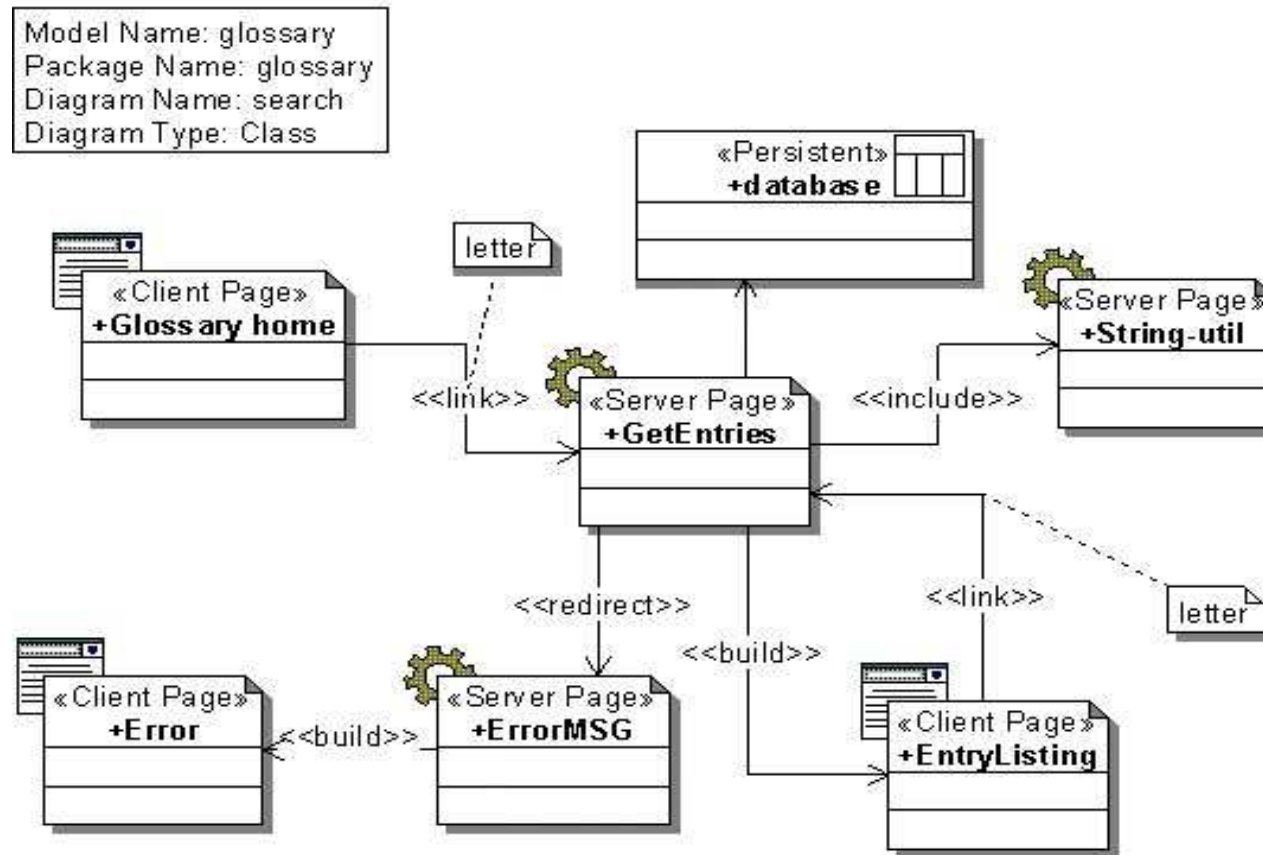 Model Name: glossary
Package Name: glossary
Diagram Name: search
Diagram Type: Class
«Persistent»
+database
letter
«Client Page»
+Glossary home
«Server Page»
+String-util
<<link>>
«Server Page»
+GetEntries
<<include>>
<<redirect>>
<<link>>
letter
<<build>>
«Client Page»
+Error
<<build>>
«Server Page»
+ErrorMSG
«Client Page»
+EntryListing